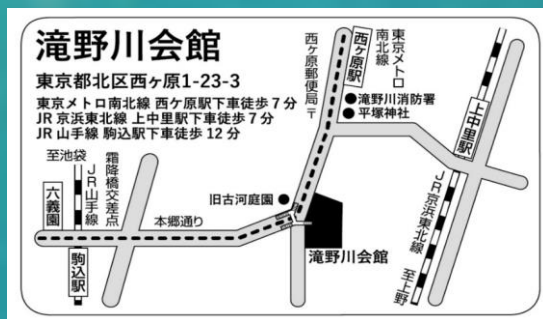 滝野川会館
東京都北区西ヶ原1-23-3
東京メトロ南北線 西ケ原駅下車徒歩7分
JR 京浜東北線 上中里駅下車徒歩7分
JR 山手線 駒込駅下車徒歩12分
西ヶ原郵便局〒
西ケ原駅
東京メトロ
南北線
滝野川消防署
平塚神社
上中里駅
JR京浜東北線
至上野
至池袋
JR山手線
六義園
駒込駅
霜降橋交差点
本郷通り
旧古河庭園
滝野川会館